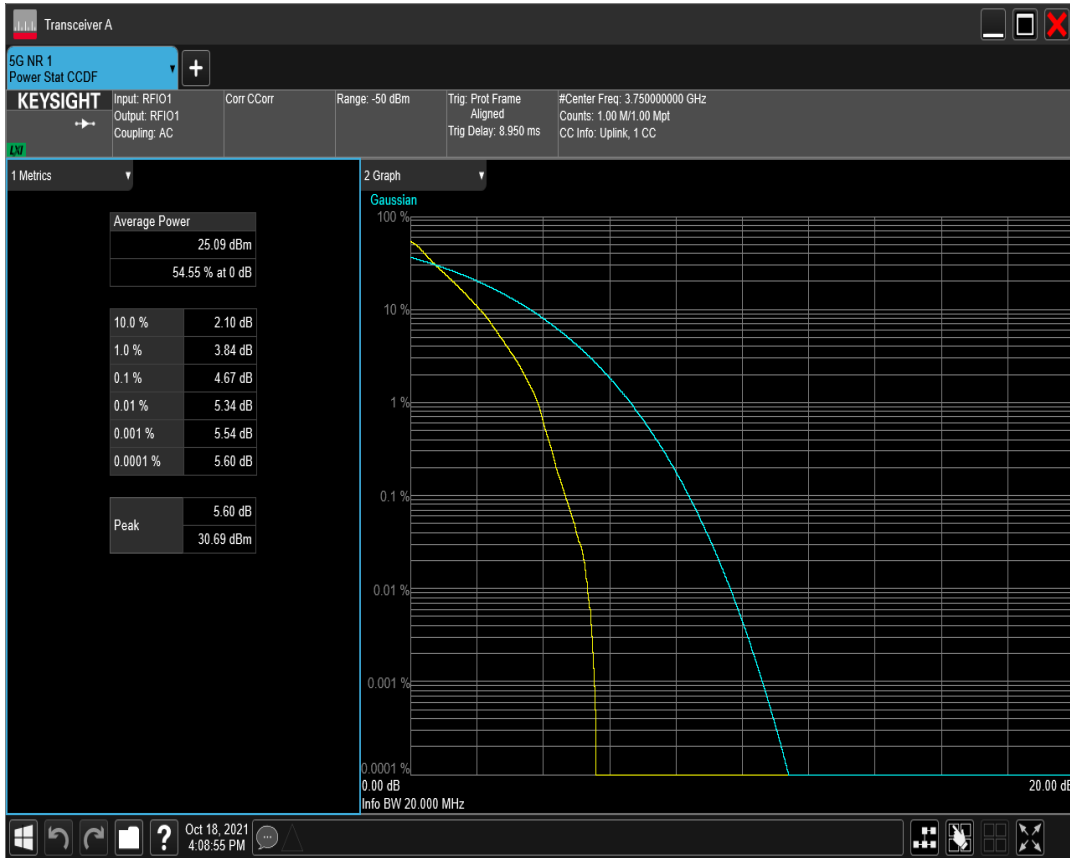 Transceiver A
5G NR 1
Power Stat CCDF
+
KEYSIGHT
LXI
Input: RFIO1
Output: RFIO1
Coupling: AC
Corr CCorr
Range: -50 dBm
Trig: Prot Frame
Aligned
Trig Delay: 8.950 ms
#Center Freq: 3.750000000 GHz
Counts: 1.00 M/1.00 Mpt
CC Info: Uplink, 1 CC
1 Metrics
Average Power
25.09 dBm
54.55 % at 0 dB
10.0 % 2.10 dB
1.0 % 3.84 dB
0.1 % 4.67 dB
0.01 % 5.34 dB
0.001 % 5.54 dB
0.0001 % 5.60 dB
Peak
5.60 dB
30.69 dBm
2 Graph
Gaussian
100 %
10 %
1 %
0.1 %
0.01 %
0.001 %
0.0001 %
0.00 dB 20.00 dB
Info BW 20.000 MHz
?
Oct 18, 2021
4:08:55 PM